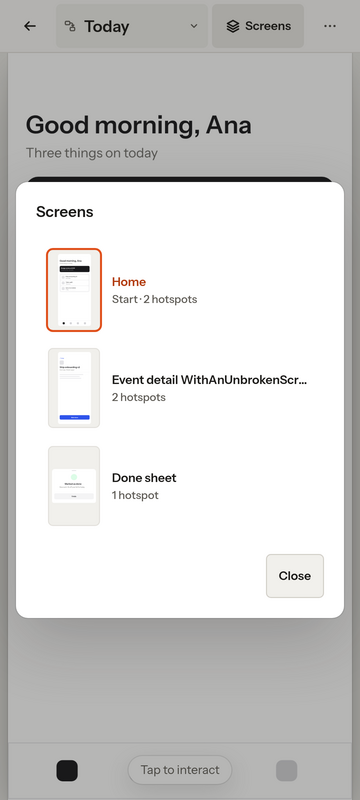 Today
Screens
Good morning, Ana
Three things on today
Screens
Home
Start · 2 hotspots
Event detail WithAnUnbrokenScr...
2 hotspots
Done sheet
1 hotspot
Close
Tap to interact